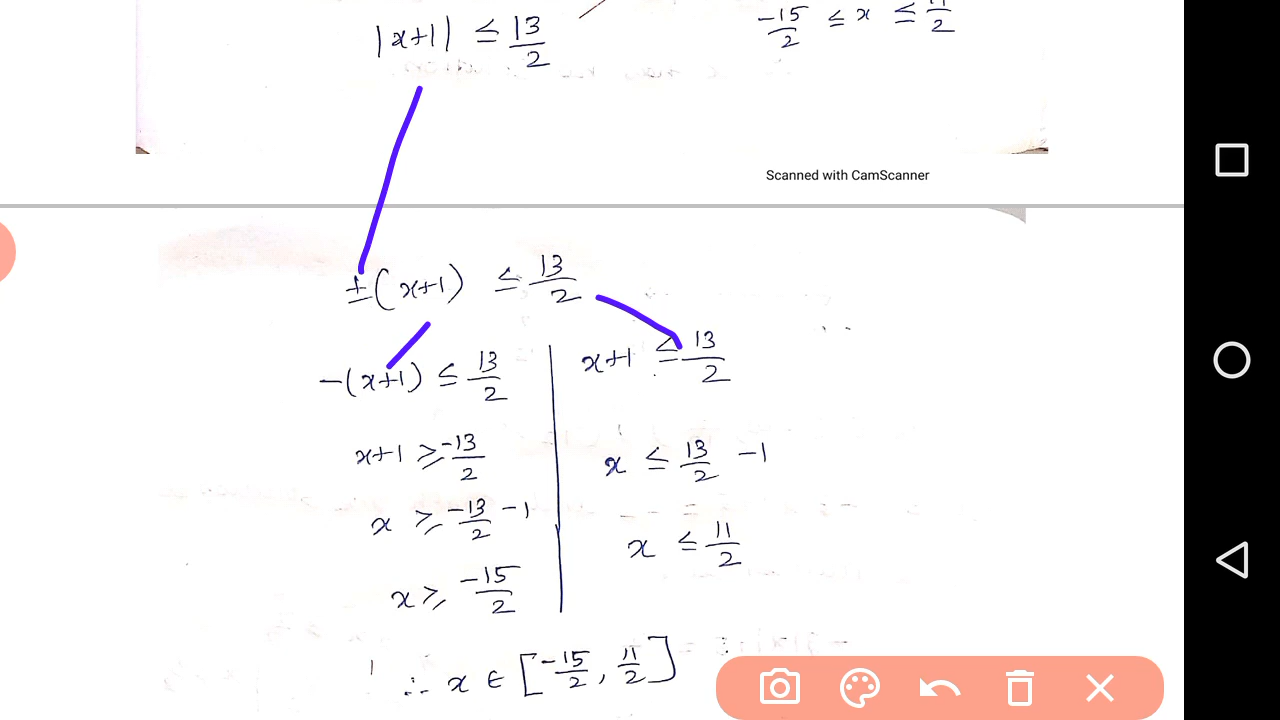 |x+1| ≤ 13/2
-15/2 ≤ x ≤ 11/2
Scanned with CamScanner
±(x+1) ≤ 13/2
-(x+1) ≤ 13/2
x+1 ≥ -13/2
x ≥ -13/2 -1
x ≥ -15/2
x+1 ≤ 13/2
x ≤ 13/2 -1
x ≤ 11/2
∴ x ∈ [-15/2, 11/2]